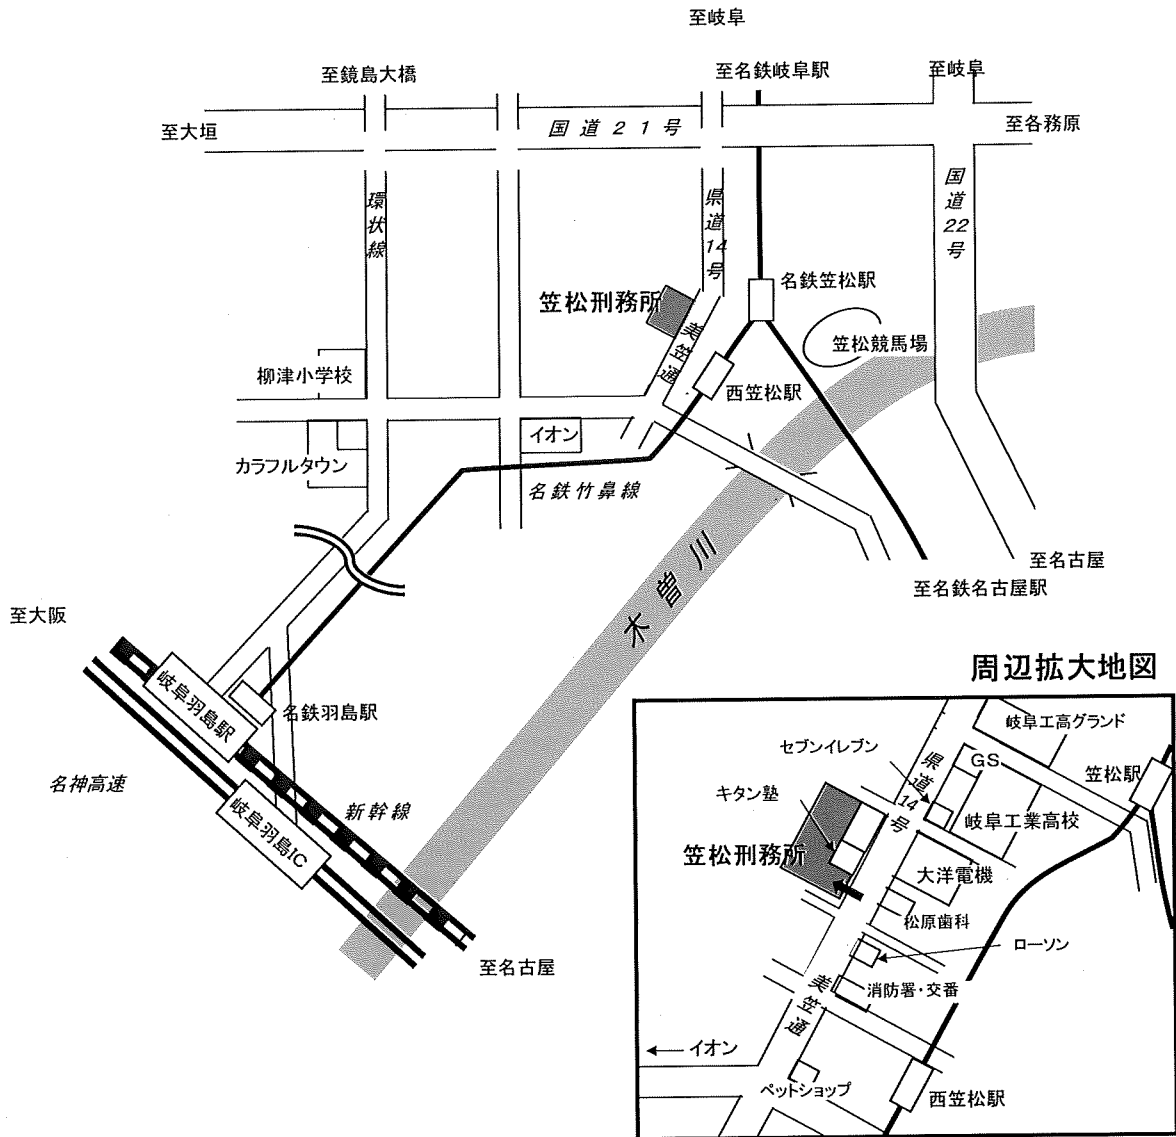 至岐阜
至鏡島大橋
至名鉄岐阜駅
至岐阜
至大垣
国道21号
至各務原
環状線
県道14号
国道22号
名鉄笠松駅
笠松刑務所
美笠通
笠松競馬場
柳津小学校
西笠松駅
イオン
カラフルタウン
名鉄竹鼻線
至名古屋
至名鉄名古屋駅
木曽川
至大阪
岐阜羽島駅
名鉄羽島駅
名神高速
新幹線
岐阜羽島IC
至名古屋
周辺拡大地図
岐阜工高グランド
セブンイレブン
県道14号
GS
笠松駅
キタン塾
岐阜工業高校
笠松刑務所
大洋電機
松原歯科
ローソン
消防署・交番
美笠通
イオン
ペットショップ
西笠松駅